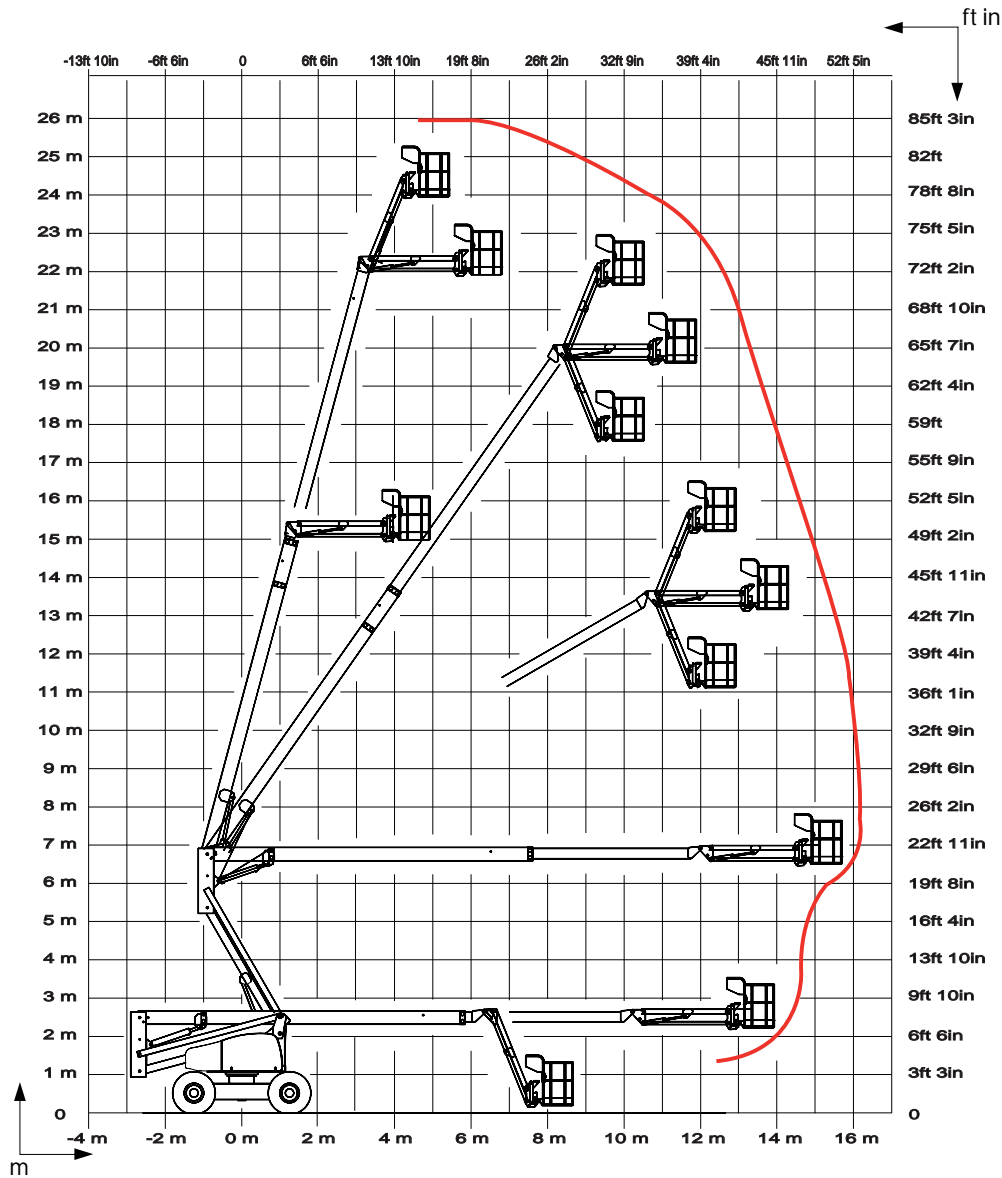 ft in
-13ft 10in -6ft 6in 0 6ft 6in 13ft 10in 19ft 8in 26ft 2in 32ft 9in 39ft 4in 45ft 11in 52ft 5in
26 m 85ft 3in
25 m 82ft
24 m 78ft 8in
23 m 75ft 5in
22 m 72ft 2in
21 m 68ft 10in
20 m 65ft 7in
19 m 62ft 4in
18 m 59ft
17 m 55ft 9in
16 m 52ft 5in
15 m 49ft 2in
14 m 45ft 11in
13 m 42ft 7in
12 m 39ft 4in
11 m 36ft 1in
10 m 32ft 9in
9 m 29ft 6in
8 m 26ft 2in
7 m 22ft 11in
6 m 19ft 8in
5 m 16ft 4in
4 m 13ft 10in
3 m 9ft 10in
2 m 6ft 6in
1 m 3ft 3in
0 0
-4 m -2 m 0 m 2 m 4 m 6 m 8 m 10 m 12 m 14 m 16 m
m